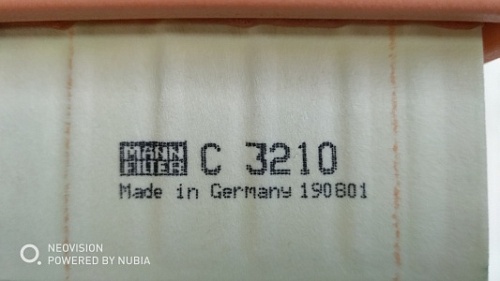 MANN
FILTER C 3210
Made in Germany 190801
NEOVISION
POWERED BY NUBIA